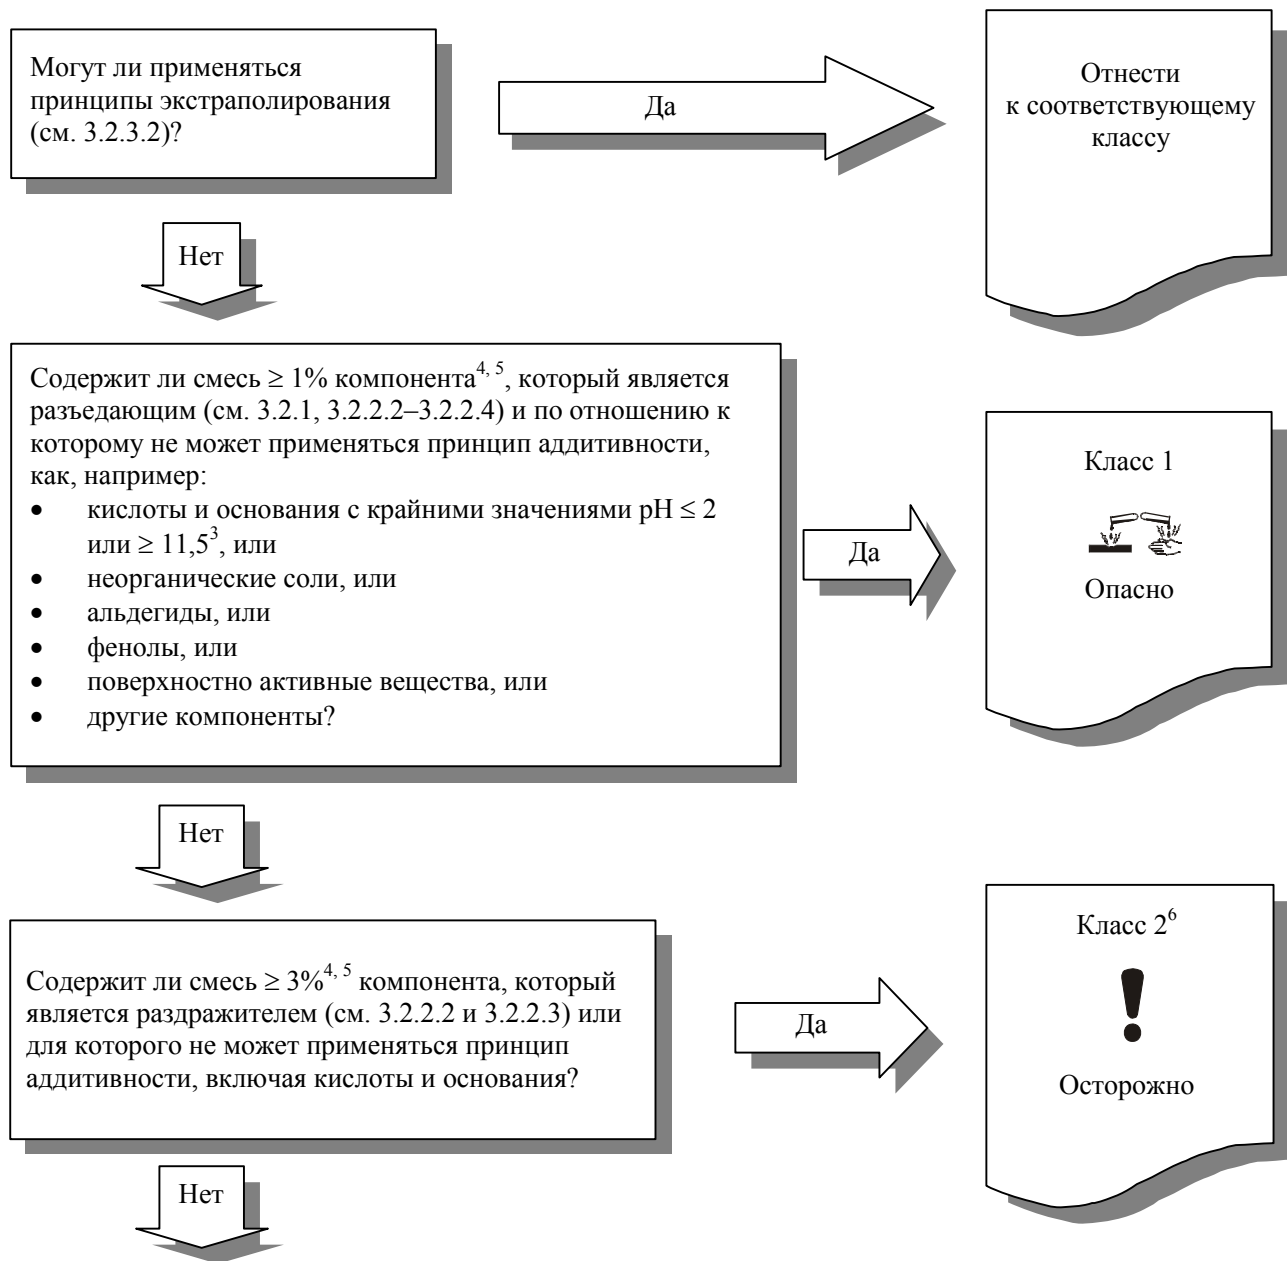 Могут ли применяться
принципы экстраполирования
(см. 3.2.3.2)?
Да
Отнести
к соответствующему
классу
Нет
Содержит ли смесь ≥ 1% компонента4, 5, который является
разъедающим (см. 3.2.1, 3.2.2.2–3.2.2.4) и по отношению к
которому не может применяться принцип аддитивности,
как, например:
• кислоты и основания с крайними значениями pH ≤ 2
или ≥ 11,53, или
• неорганические соли, или
• альдегиды, или
• фенолы, или
• поверхностно активные вещества, или
• другие компоненты?
Да
Класс 1
Опасно
Нет
Содержит ли смесь ≥ 3%4, 5 компонента, который
является раздражителем (см. 3.2.2.2 и 3.2.2.3) или
для которого не может применяться принцип
аддитивности, включая кислоты и основания?
Да
Класс 26
Осторожно
Нет